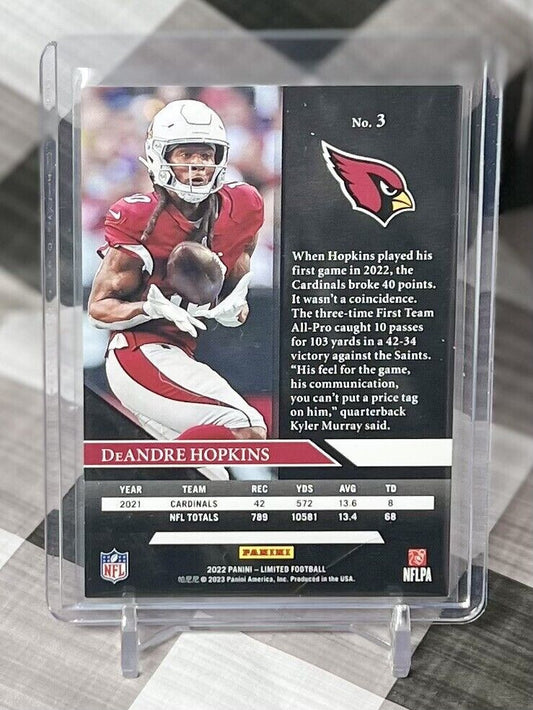 No. 3
When Hopkins played his
first game in 2022, the
Cardinals broke 40 points.
It wasn't a coincidence.
The three-time First Team
All-Pro caught 10 passes
for 103 yards in a 42-34
victory against the Saints.
"His feel for the game,
his communication,
you can't put a price tag
on him," quarterback
Kyler Murray said.
DEANDRE HOPKINS
YEAR TEAM REC YDS AVG TD
2021 CARDINALS 42 572 13.6 8
NFL TOTALS 789 10581 13.4 68
PANINI
NFL
2022 PANINI – LIMITED FOOTBALL
© 2023 Panini America, Inc. Produced in the USA.
NFLPA